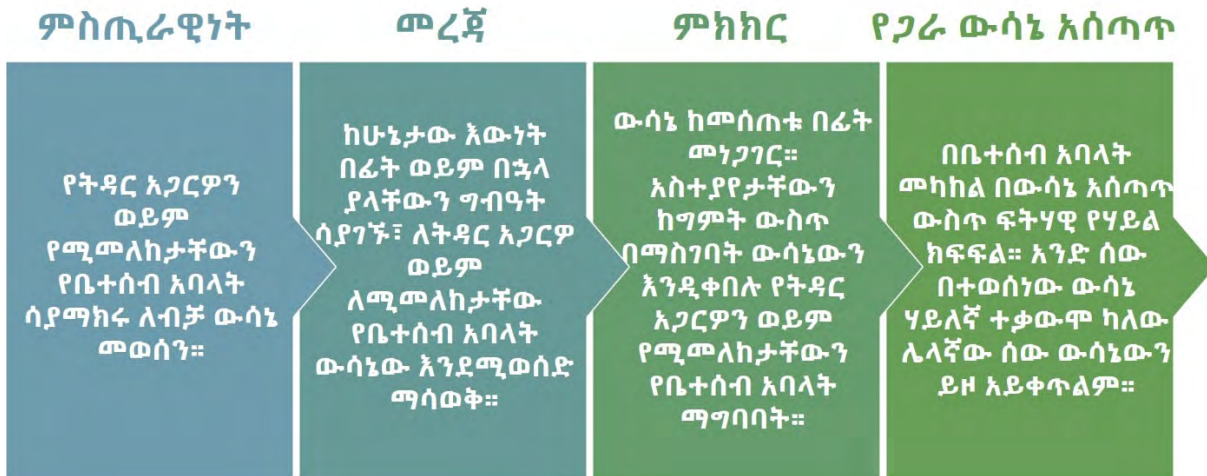 ምስጢራዊነት
የትዳር አጋርዎን
ወይም
የሚመለከታቸውን
የቤተሰብ አባላት
ሳያማክሩ ለብቻ ውሳኔ
መወሰን።
መረጃ
ከሁኔታው እውነት
በፊት ወይም በኋላ
ያላቸውን ግብዓት
ሳያገኙ፣ ለትዳር አጋርዎ
ወይም
ለሚመለከታቸው
የቤተሰብ አባላት
ውሳኔው እንደሚወሰድ
ማሳወቅ።
ምክክር
ውሳኔ ከመሰጠቱ በፊት
መነጋገር።
አስተያየታቸውን
ከግምት ውስጥ
በማስገባት ውሳኔውን
እንዲቀበሉ የትዳር
አጋርዎን ወይም
የሚመለከታቸውን
የቤተሰብ አባላት
ማግባባት።
የጋራ ውሳኔ አሰጣጥ
በቤተሰብ አባላት
መካከል በውሳኔ አሰጣጥ
ውስጥ ፍትሃዊ የሃይል
ክፍፍል። አንድ ሰው
በተወሰነው ውሳኔ
ሃይለኛ ተቃውሞ ካለው
ሌላኛው ሰው ውሳኔውን
ይዞ አይቀጥልም።